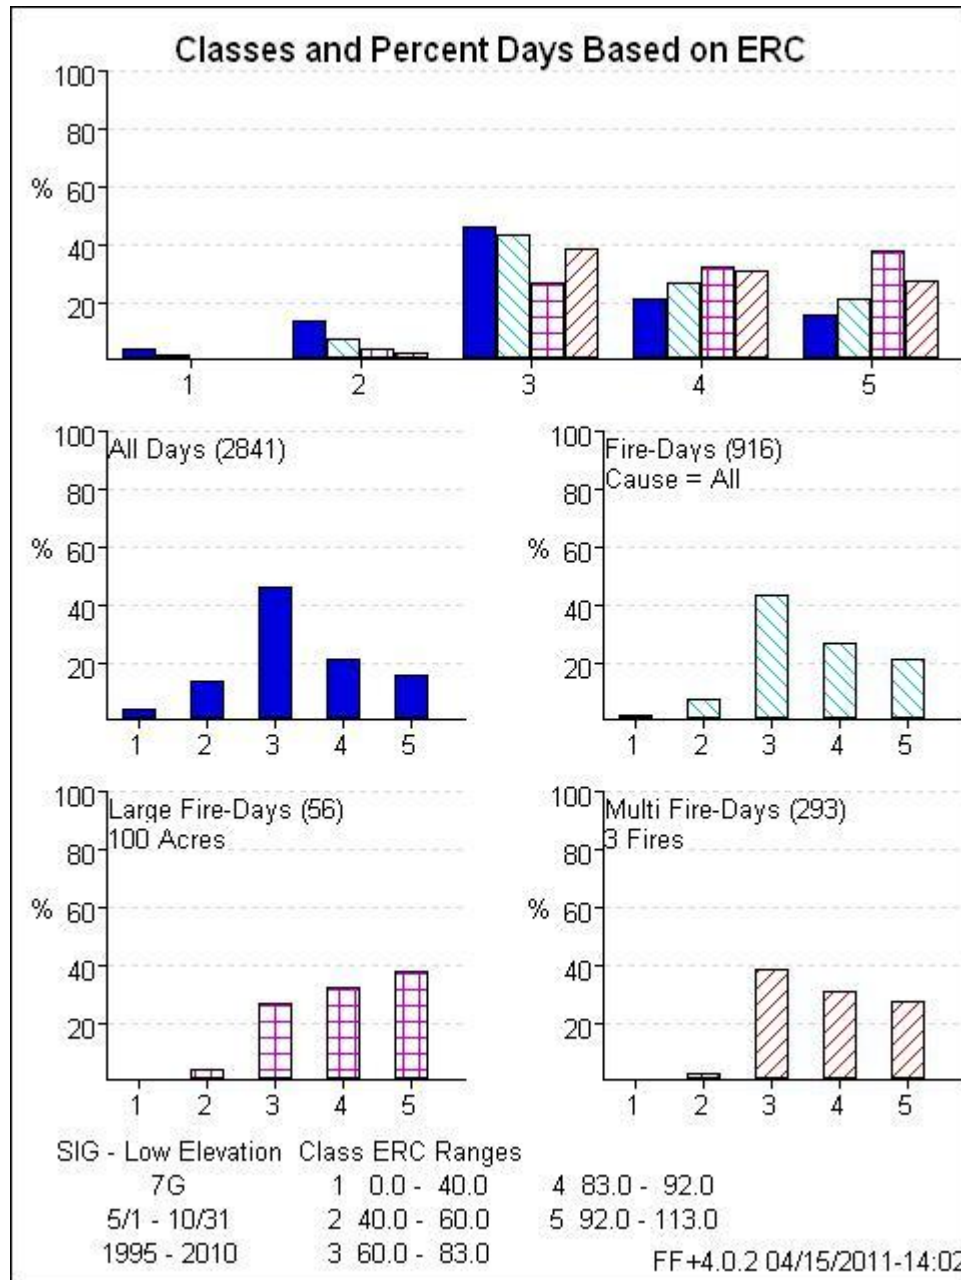 Classes and Percent Days Based on ERC
100
80
% 60
40
20
1 2 3 4 5
100
All Days (2841)
80
% 60
40
20
1 2 3 4 5
100
Fire-Days (916)
Cause = All
80
% 60
40
20
1 2 3 4 5
100
Large Fire-Days (56)
100 Acres
80
% 60
40
20
1 2 3 4 5
100
Multi Fire-Days (293)
3 Fires
80
% 60
40
20
1 2 3 4 5
SIG - Low Elevation Class ERC Ranges
7G 1 0.0 - 40.0 4 83.0 - 92.0
5/1 - 10/31 2 40.0 - 60.0 5 92.0 - 113.0
1995 - 2010 3 60.0 - 83.0
FF+4.0.2 04/15/2011-14:02